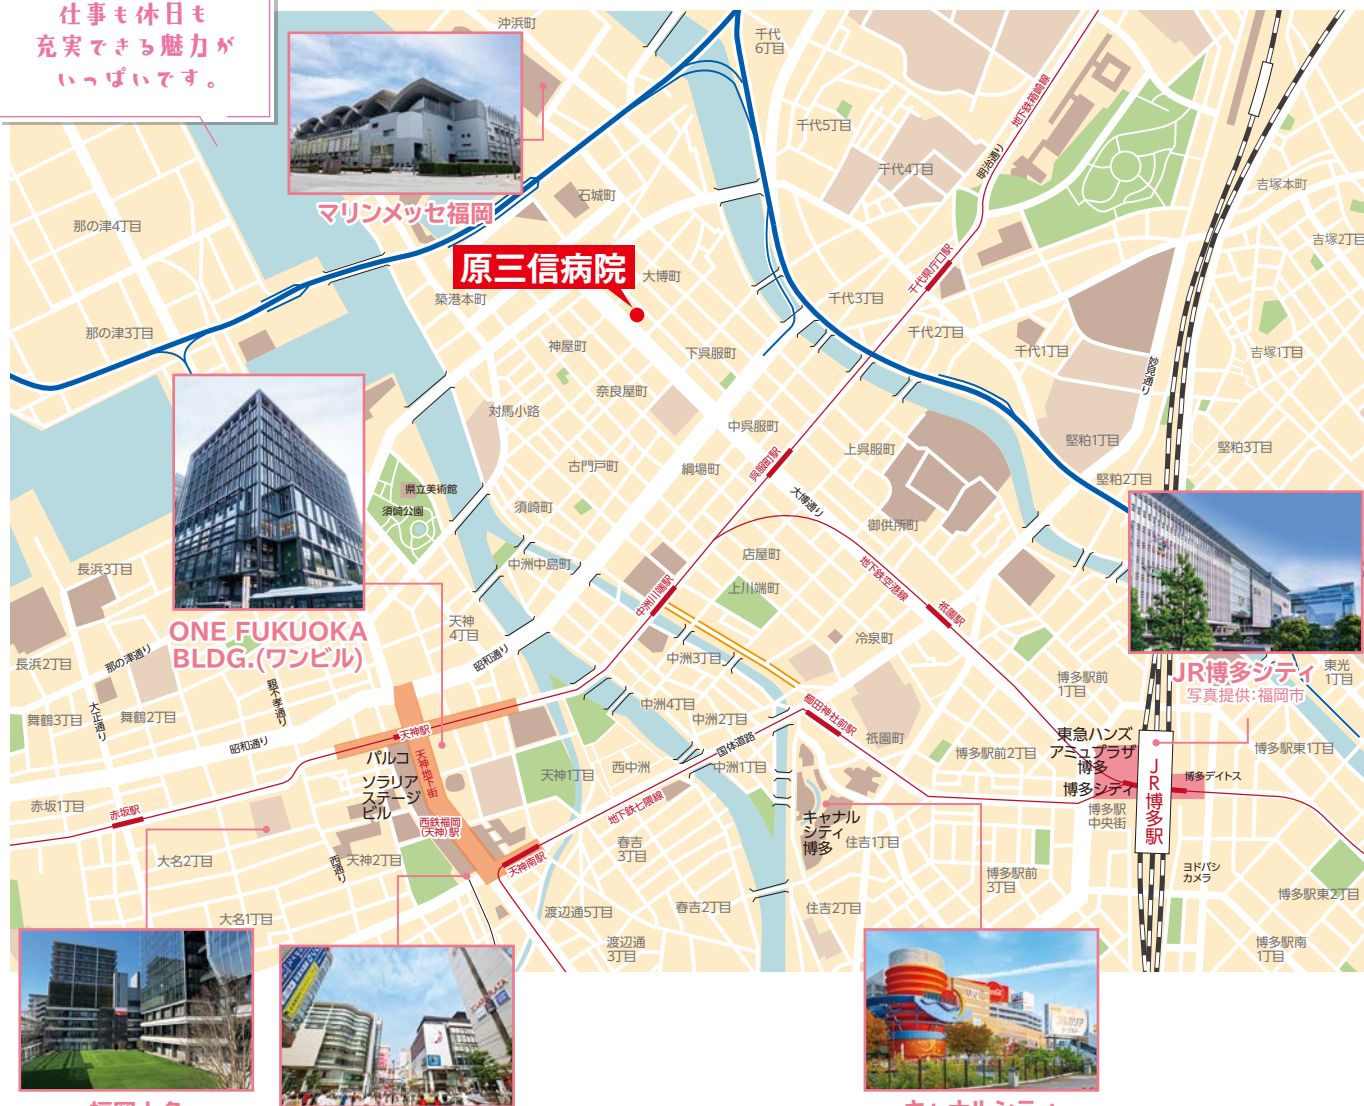 仕事も休日も
充実できる魅力が
いっぱいです。
沖浜町
千代
6丁目
地下鉄箱崎線
千代5丁目
明治通り
千代4丁目
吉塚本町
石城町
マリンメッセ福岡
那の津4丁目
吉塚2丁目
原三信病院
大博町
千代県庁口駅
築港本町
千代3丁目
那の津3丁目
千代2丁目
千代1丁目
吉塚1丁目
神屋町
下呉服町
妙見通り
奈良屋町
対馬小路
中呉服町
堅粕1丁目
堅粕3丁目
上呉服町
古門戸町
綱場町
呉服町駅
堅粕2丁目
県立美術館
須崎公園
須崎町
大博通り
御供所町
店屋町
長浜3丁目
中洲中島町
地下鉄空港線
上川端町
中洲川端駅
祇園駅
ONE FUKUOKA
BLDG.(ワンビル)
天神
4丁目
冷泉町
長浜2丁目
那の津通り
昭和通り
中洲3丁目
東光
1丁目
JR博多シティ
写真提供:福岡市
博多駅前
1丁目
親不孝通り
大正通り
舞鶴3丁目
舞鶴2丁目
中洲4丁目
中洲2丁目
櫛田神社前駅
昭和通り
天神駅
国体道路
祇園町
東急ハンズ
アミュプラザ
博多
博多シティ
博多駅前2丁目
博多駅東1丁目
パルコ
天神地下街
ソラリア
ステージ
ビル
天神1丁目
西中洲
中洲1丁目
JR博多駅
博多デイトス
赤坂1丁目
赤坂駅
地下鉄七隈線
博多駅
中央街
キャナル
シティ
博多
西鉄福岡
(天神)駅
春吉
3丁目
住吉1丁目
大名2丁目
西通り
天神2丁目
天神南駅
ヨドバシ
カメラ
博多駅前
3丁目
博多駅東2丁目
大名1丁目
渡辺通5丁目
春吉2丁目
住吉2丁目
渡辺通
3丁目
博多駅南
1丁目